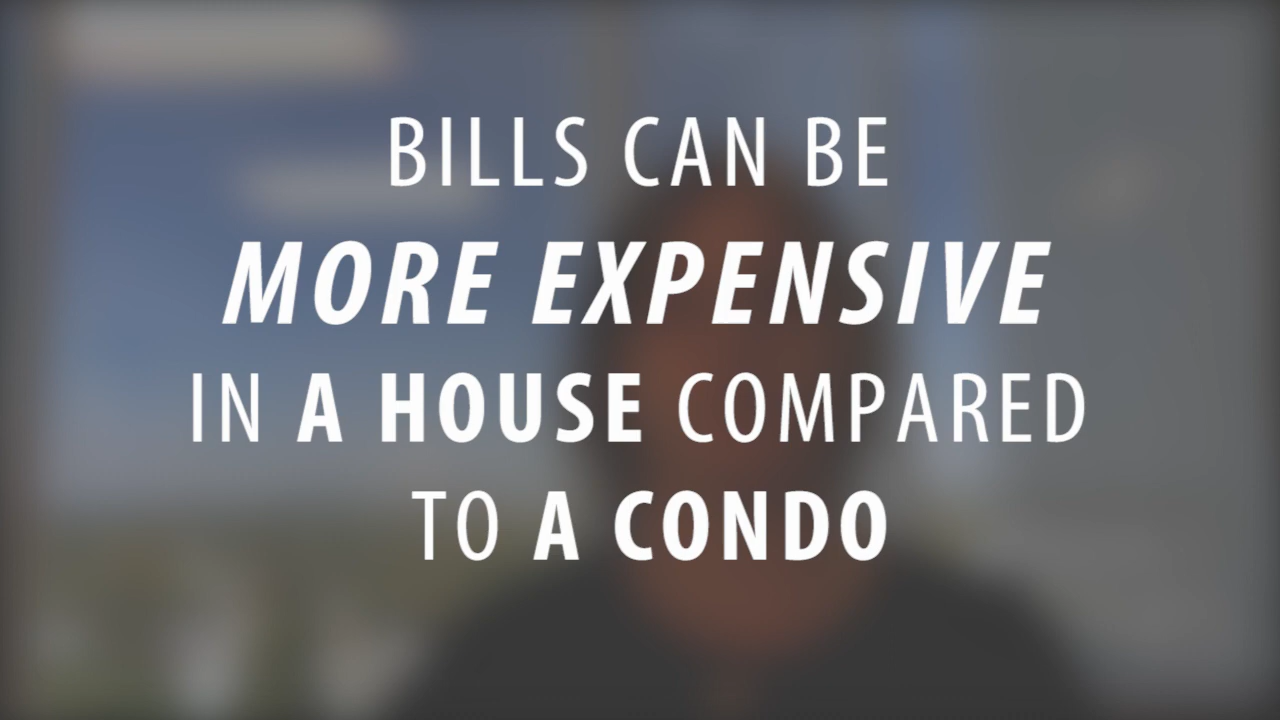 BILLS CAN BE
MORE EXPENSIVE
IN A HOUSE COMPARED
TO A CONDO